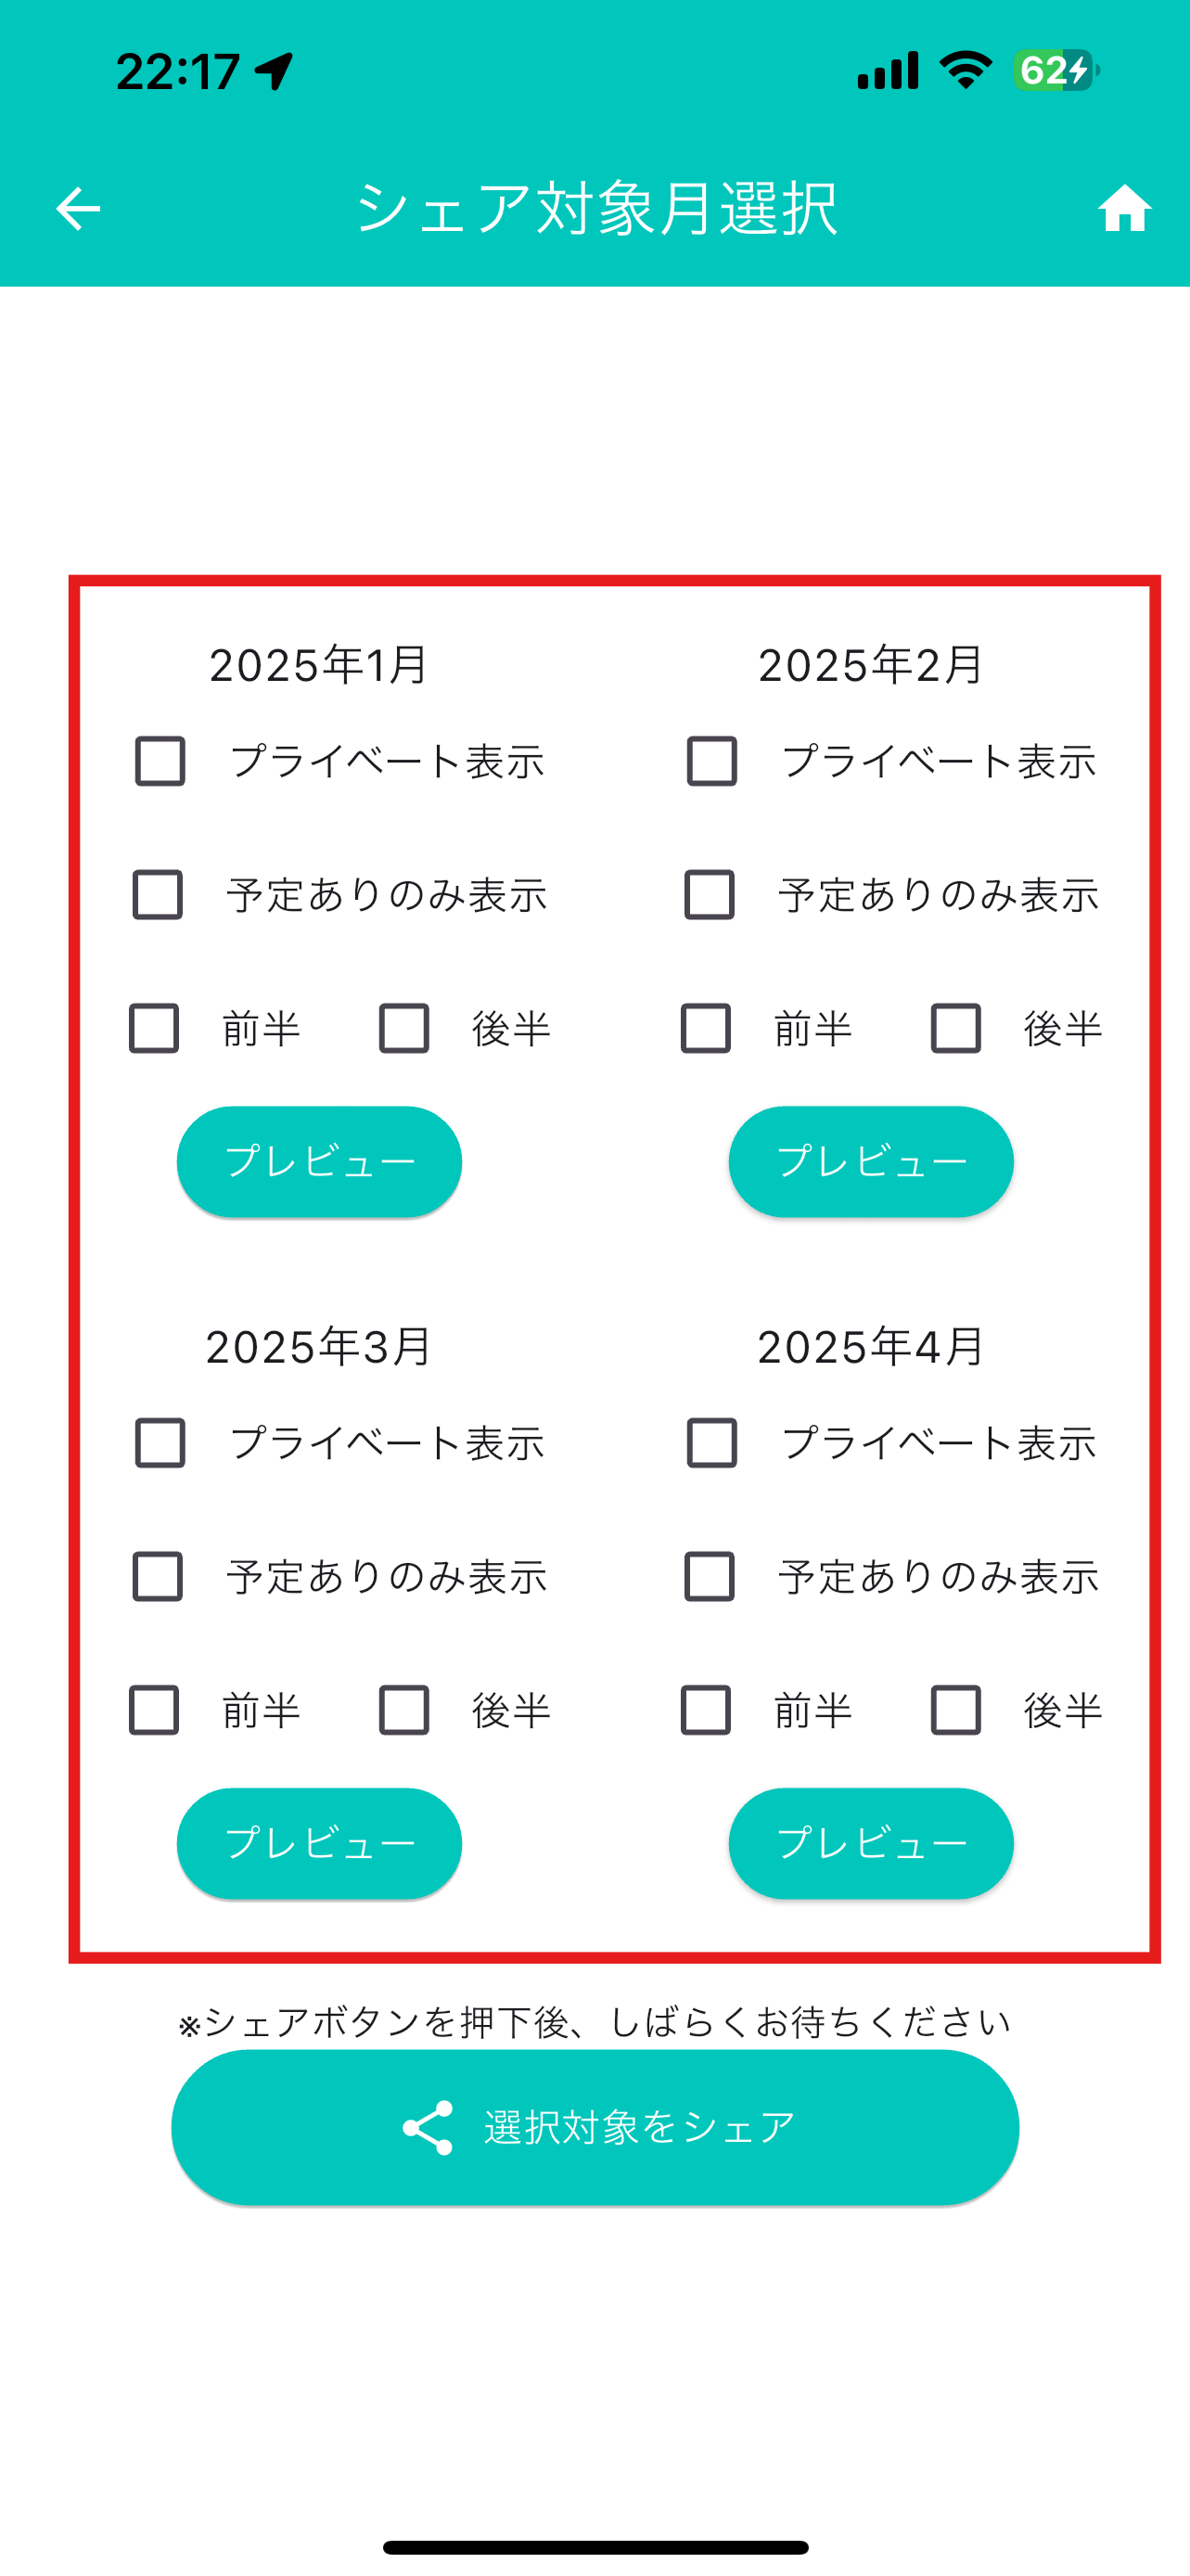 22:17
62
シェア対象月選択
2025年1月 2025年2月
プライベート表示 プライベート表示
予定ありのみ表示 予定ありのみ表示
前半 後半 前半 後半
プレビュー プレビュー
2025年3月 2025年4月
プライベート表示 プライベート表示
予定ありのみ表示 予定ありのみ表示
前半 後半 前半 後半
プレビュー プレビュー
※シェアボタンを押下後、しばらくお待ちください
選択対象をシェア